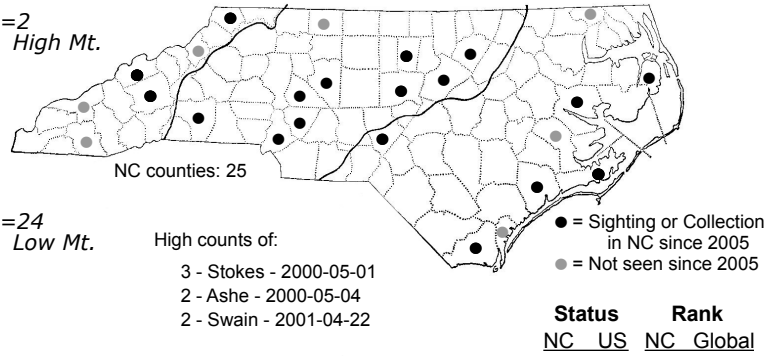 =2
High Mt.
NC counties: 25
=24
Low Mt.
High counts of:
3 - Stokes - 2000-05-01
2 - Ashe - 2000-05-04
2 - Swain - 2001-04-22
= Sighting or Collection
in NC since 2005
= Not seen since 2005
Status Rank
NC US NC Global